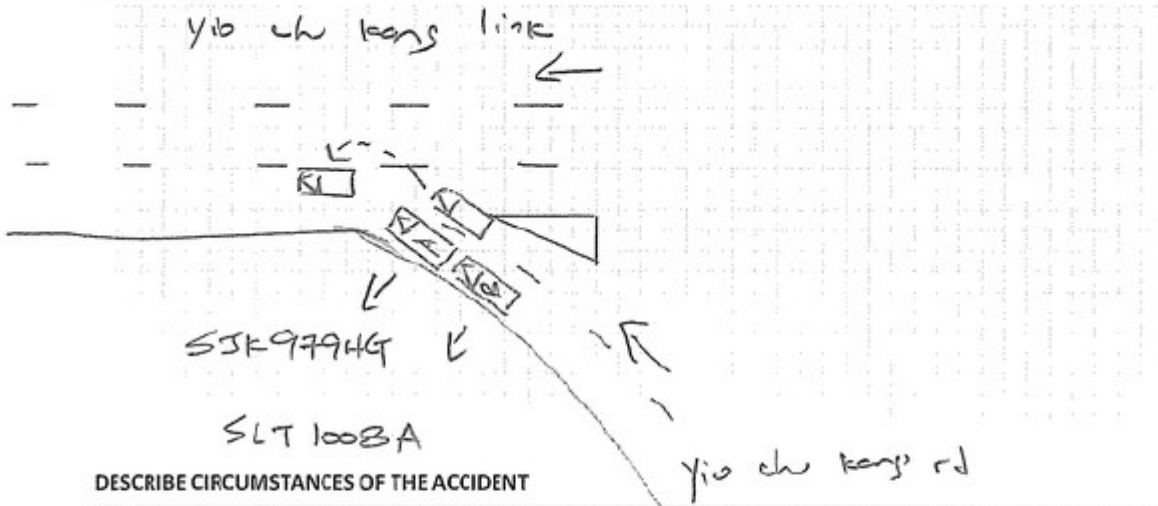 yio chu kang link
A
B
SJK9794G
SLT 1008A
yio chu kang rd
DESCRIBE CIRCUMSTANCES OF THE ACCIDENT